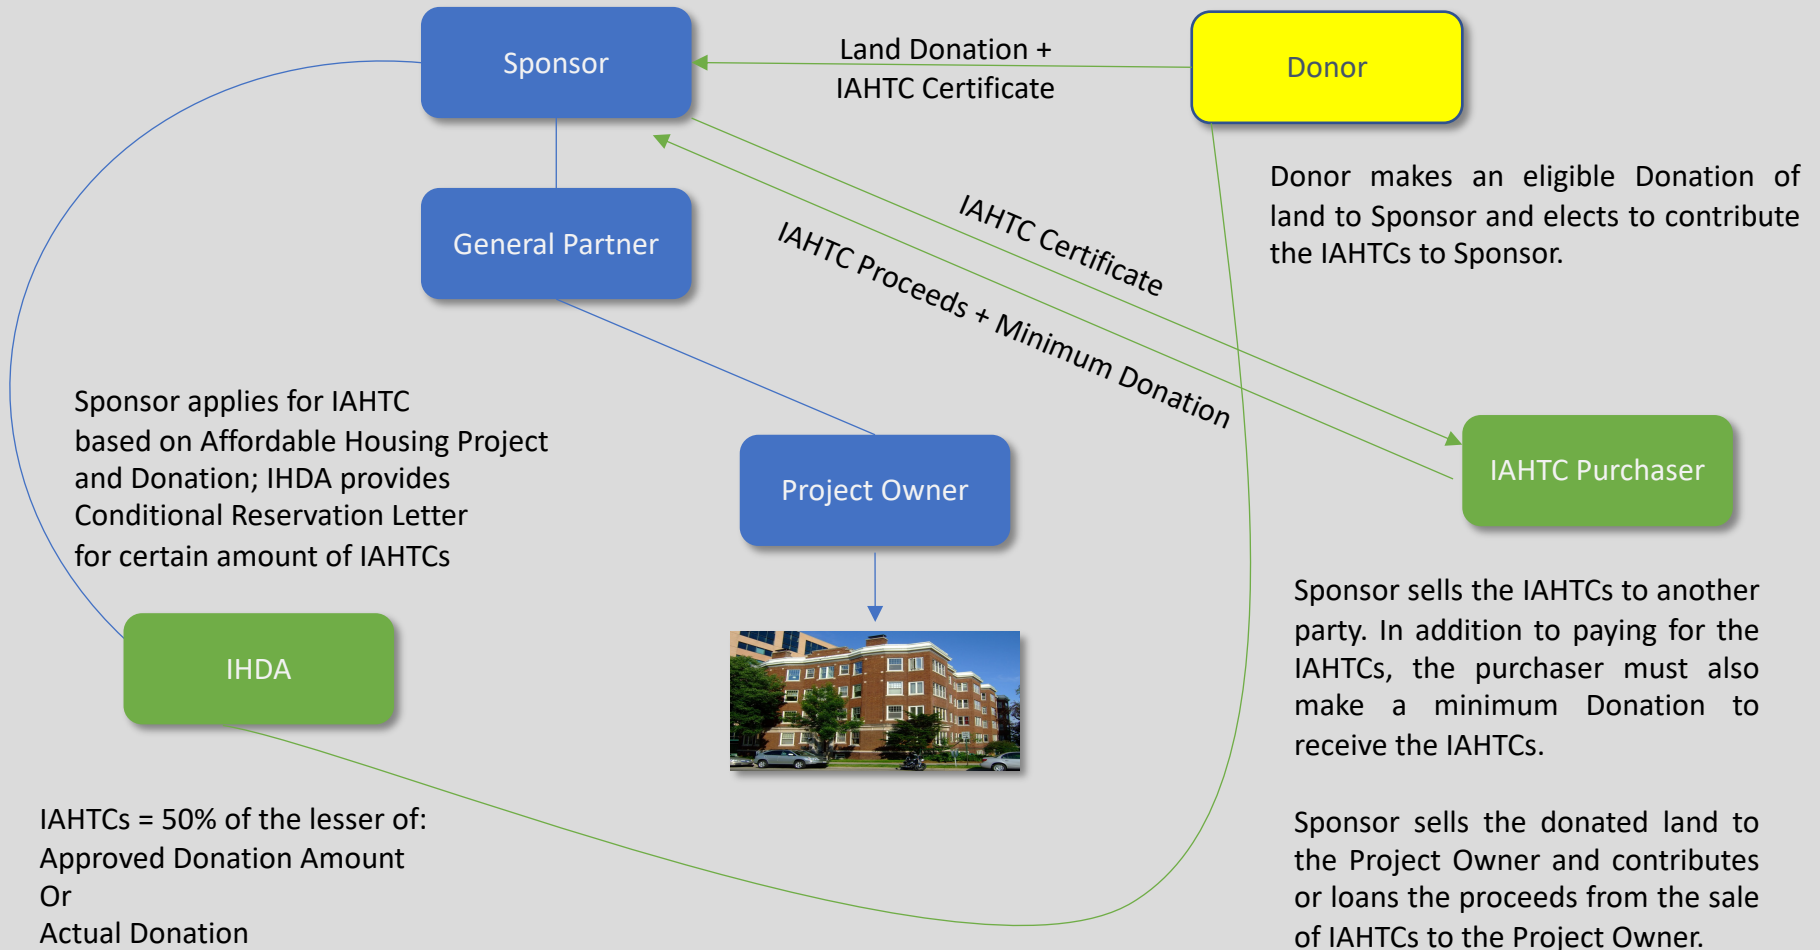 Sponsor
Land Donation +
IAHTC Certificate
Donor
Donor makes an eligible Donation of
land to Sponsor and elects to contribute
the IAHTCs to Sponsor.
General Partner
IAHTC Certificate
IAHTC Proceeds + Minimum Donation
Sponsor applies for IAHTC
based on Affordable Housing Project
and Donation; IHDA provides
Conditional Reservation Letter
for certain amount of IAHTCs
Project Owner
IAHTC Purchaser
IHDA
Sponsor sells the IAHTCs to another
party. In addition to paying for the
IAHTCs, the purchaser must also
make a minimum Donation to
receive the IAHTCs.
IAHTCs = 50% of the lesser of:
Approved Donation Amount
Or
Actual Donation
Sponsor sells the donated land to
the Project Owner and contributes
or loans the proceeds from the sale
of IAHTCs to the Project Owner.